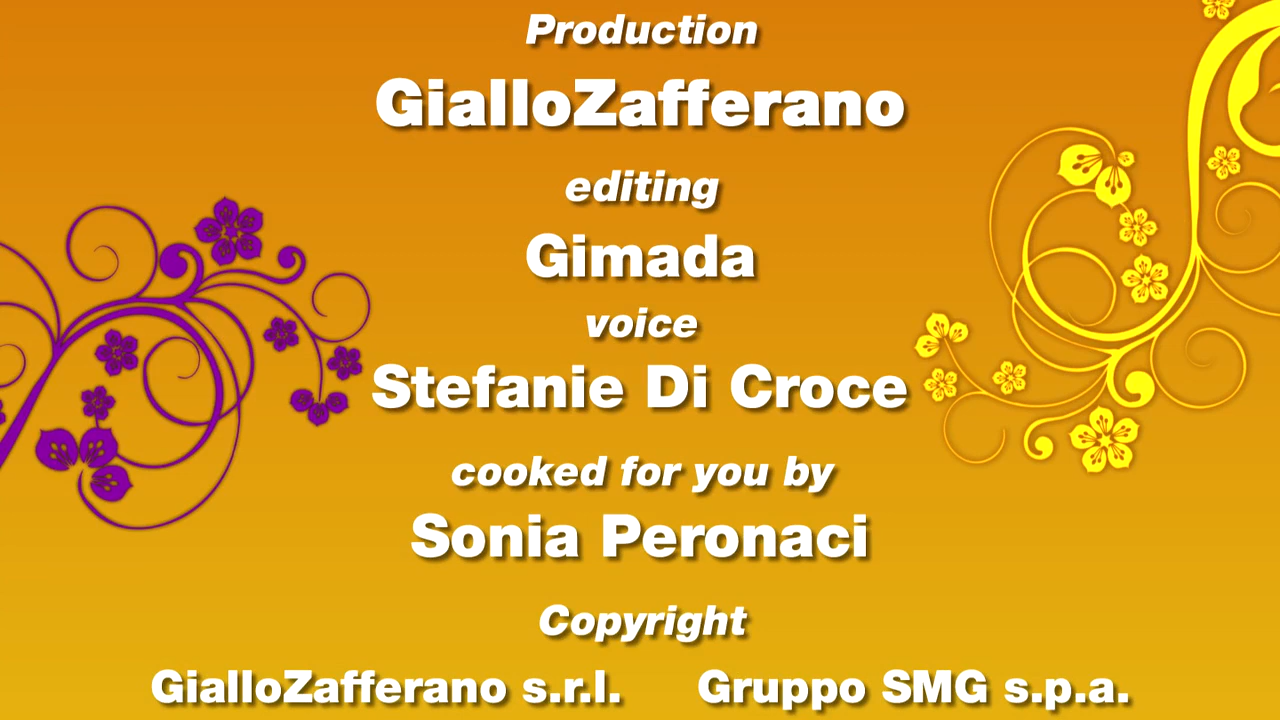 Production
GialloZafferano
editing
Gimada
voice
Stefanie Di Croce
cooked for you by
Sonia Peronaci
Copyright
GialloZafferano s.r.l. Gruppo SMG s.p.a.